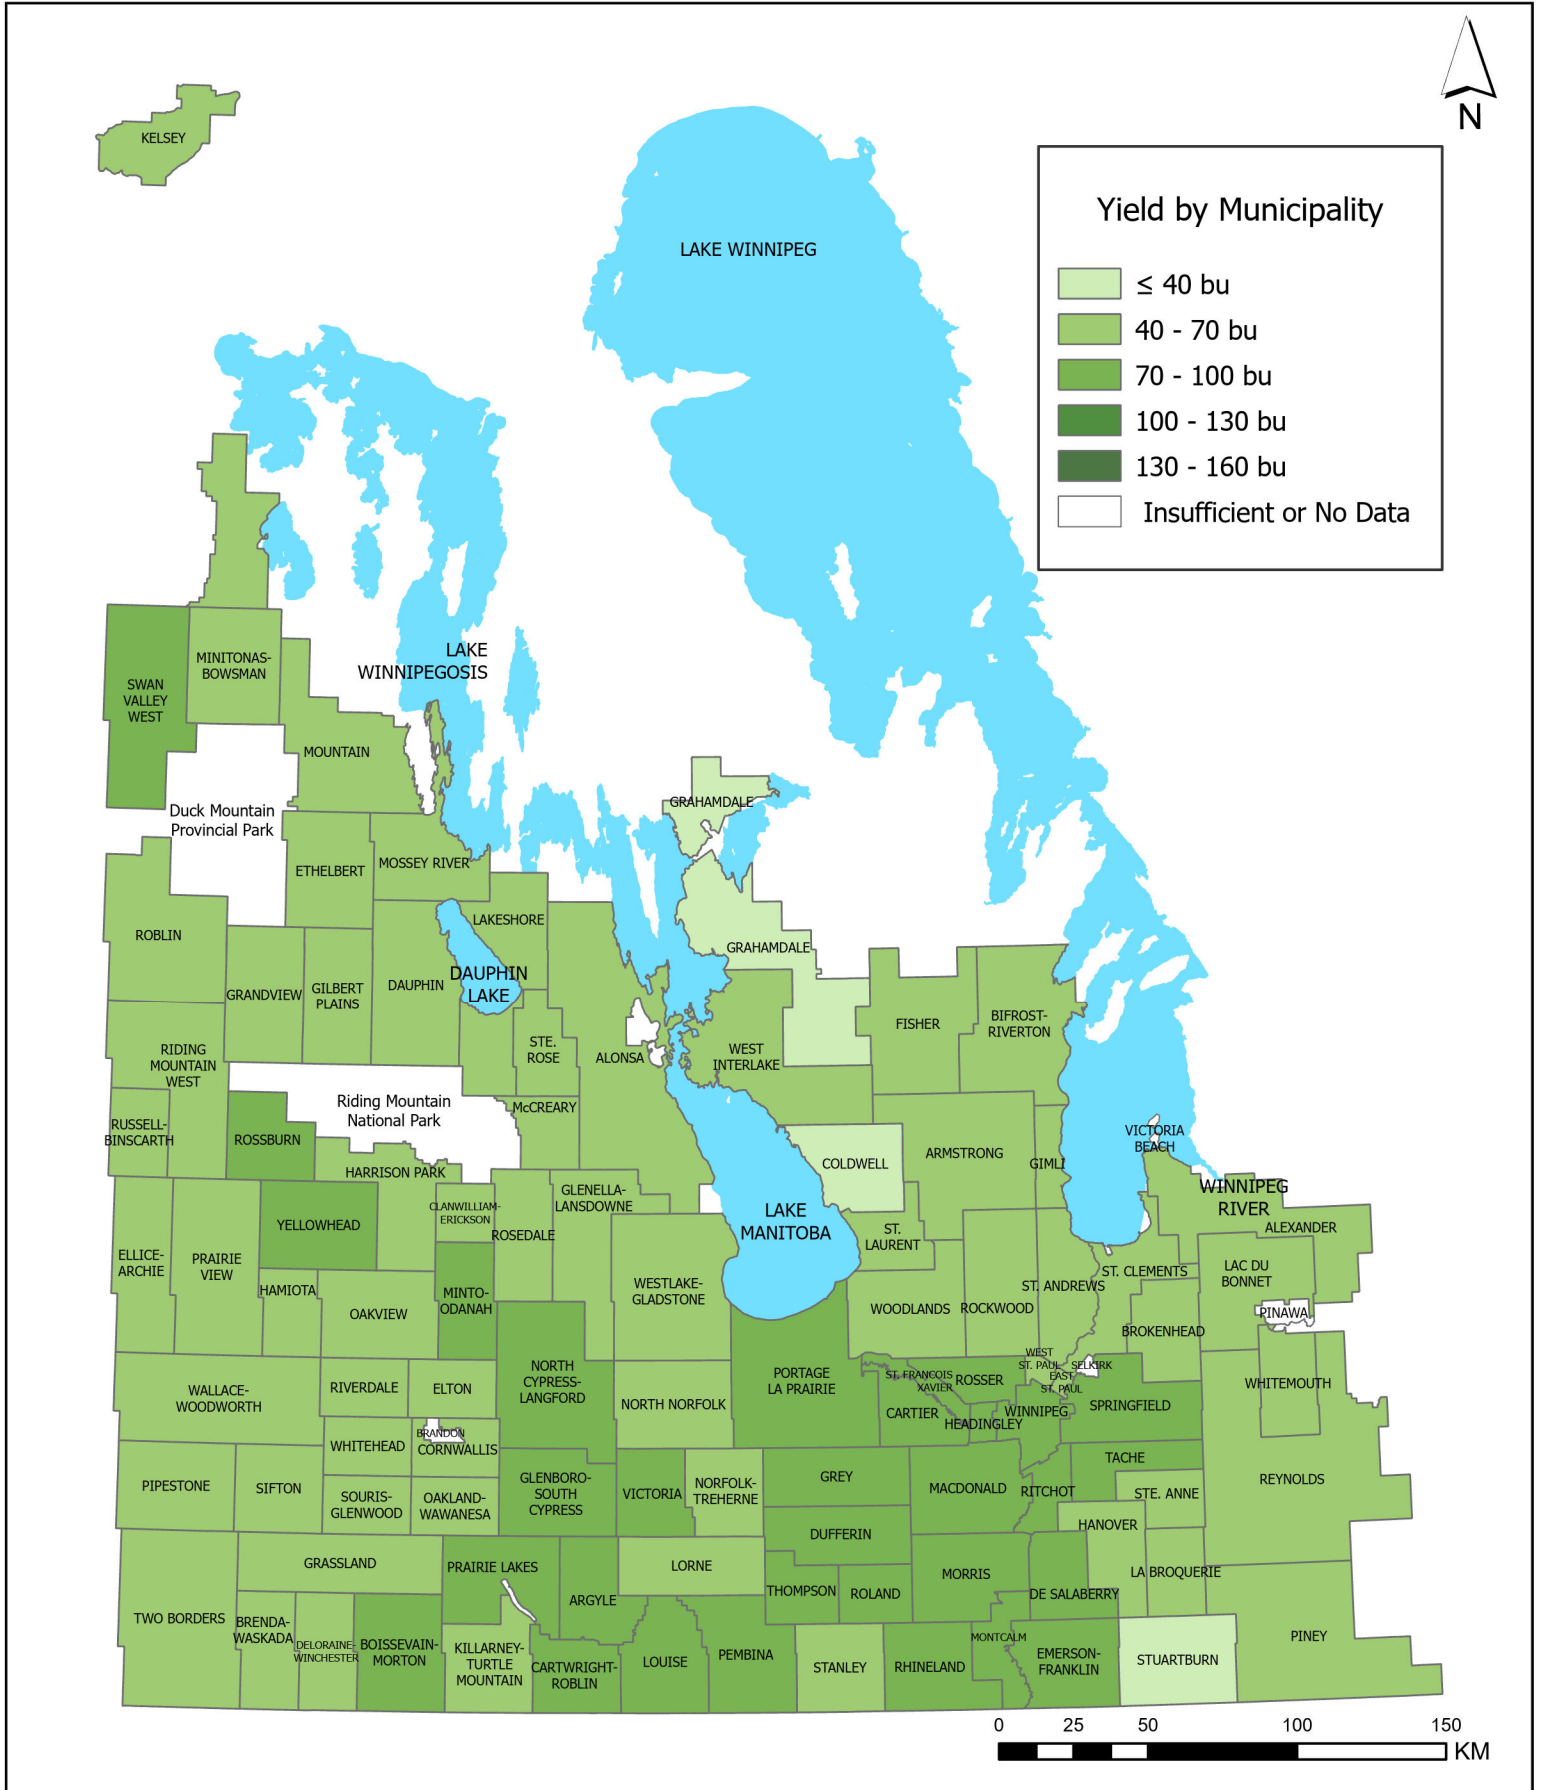 N
KELSEY
LAKE WINNIPEG
Yield by Municipality
≤ 40 bu
40 - 70 bu
70 - 100 bu
100 - 130 bu
130 - 160 bu
Insufficient or No Data
LAKE
WINNIPEGOSIS
MINITONAS-
BOWSMAN
SWAN
VALLEY
WEST
MOUNTAIN
Duck Mountain
Provincial Park
GRAHAMDALE
ETHELBERT
MOSSEY RIVER
ROBLIN
LAKESHORE
GRAHAMDALE
DAUPHIN
LAKE
GRANDVIEW
GILBERT
PLAINS
DAUPHIN
FISHER
BIFROST-
RIVERTON
STE.
ROSE
ALONSA
WEST
INTERLAKE
RIDING
MOUNTAIN
WEST
Riding Mountain
National Park
McCREARY
RUSSELL-
BINSCARTH
ROSSBURN
HARRISON PARK
VICTORIA
BEACH
ARMSTRONG
GIMLI
COLDWELL
CLANWILLIAM-
ERICKSON
GLENELLA-
LANSDOWNE
WINNIPEG
RIVER
ALEXANDER
YELLOWHEAD
ROSEDALE
LAKE
MANITOBA
ST.
LAURENT
ELLICE-
ARCHIE
PRAIRIE
VIEW
HAMIOTA
OAKVIEW
MINTO-
ODANAH
WESTLAKE-
GLADSTONE
WOODLANDS
ROCKWOOD
ST. ANDREWS
ST. CLEMENTS
LAC DU
BONNET
PINAWA
BROKENHEAD
WALLACE-
WOODWORTH
RIVERDALE
ELTON
NORTH
CYPRESS-
LANGFORD
NORTH NORFOLK
PORTAGE
LA PRAIRIE
ST. FRANCOIS
XAVIER
ROSSER
WEST
ST. PAUL
EAST
ST. PAUL
SELKIRK
CARTIER
HEADINGLEY
WINNIPEG
SPRINGFIELD
WHITEMOUTH
WHITEHEAD
BRANDON
CORNWALLIS
PIPESTONE
SIFTON
SOURIS-
GLENWOOD
OAKLAND-
WAWANESA
GLENBORO-
SOUTH
CYPRESS
VICTORIA
NORFOLK-
TREHERNE
GREY
MACDONALD
RITCHOT
TACHE
STE. ANNE
REYNOLDS
HANOVER
DUFFERIN
GRASSLAND
PRAIRIE LAKES
ARGYLE
LORNE
THOMPSON
ROLAND
MORRIS
DE SALABERRY
LA BROQUERIE
TWO BORDERS
BRENDA-
WASKADA
DELORAINE-
WINCHESTER
BOISSEVAIN-
MORTON
KILLARNEY-
TURTLE
MOUNTAIN
CARTWRIGHT-
ROBLIN
LOUISE
PEMBINA
STANLEY
RHINELAND
MONTCALM
EMERSON-
FRANKLIN
STUARTBURN
PINEY
0 25 50 100 150
KM